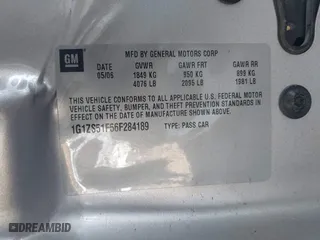 GM
MFD BY GENERAL MOTORS CORP
DATE GVWR GAWR FRT GAWR RR
05/06 1849 KG 950 KG 899 KG
4076 LB 2095 LB 1981 LB
THIS VEHICLE CONFORMS TO ALL APPLICABLE U.S. FEDERAL MOTOR
VEHICLE SAFETY, BUMPER, AND THEFT PREVENTION STANDARDS IN
EFFECT ON THE DATE OF MANUFACTURE SHOWN ABOVE.
1G1ZS51F66F284189 TYPE: PASS CAR